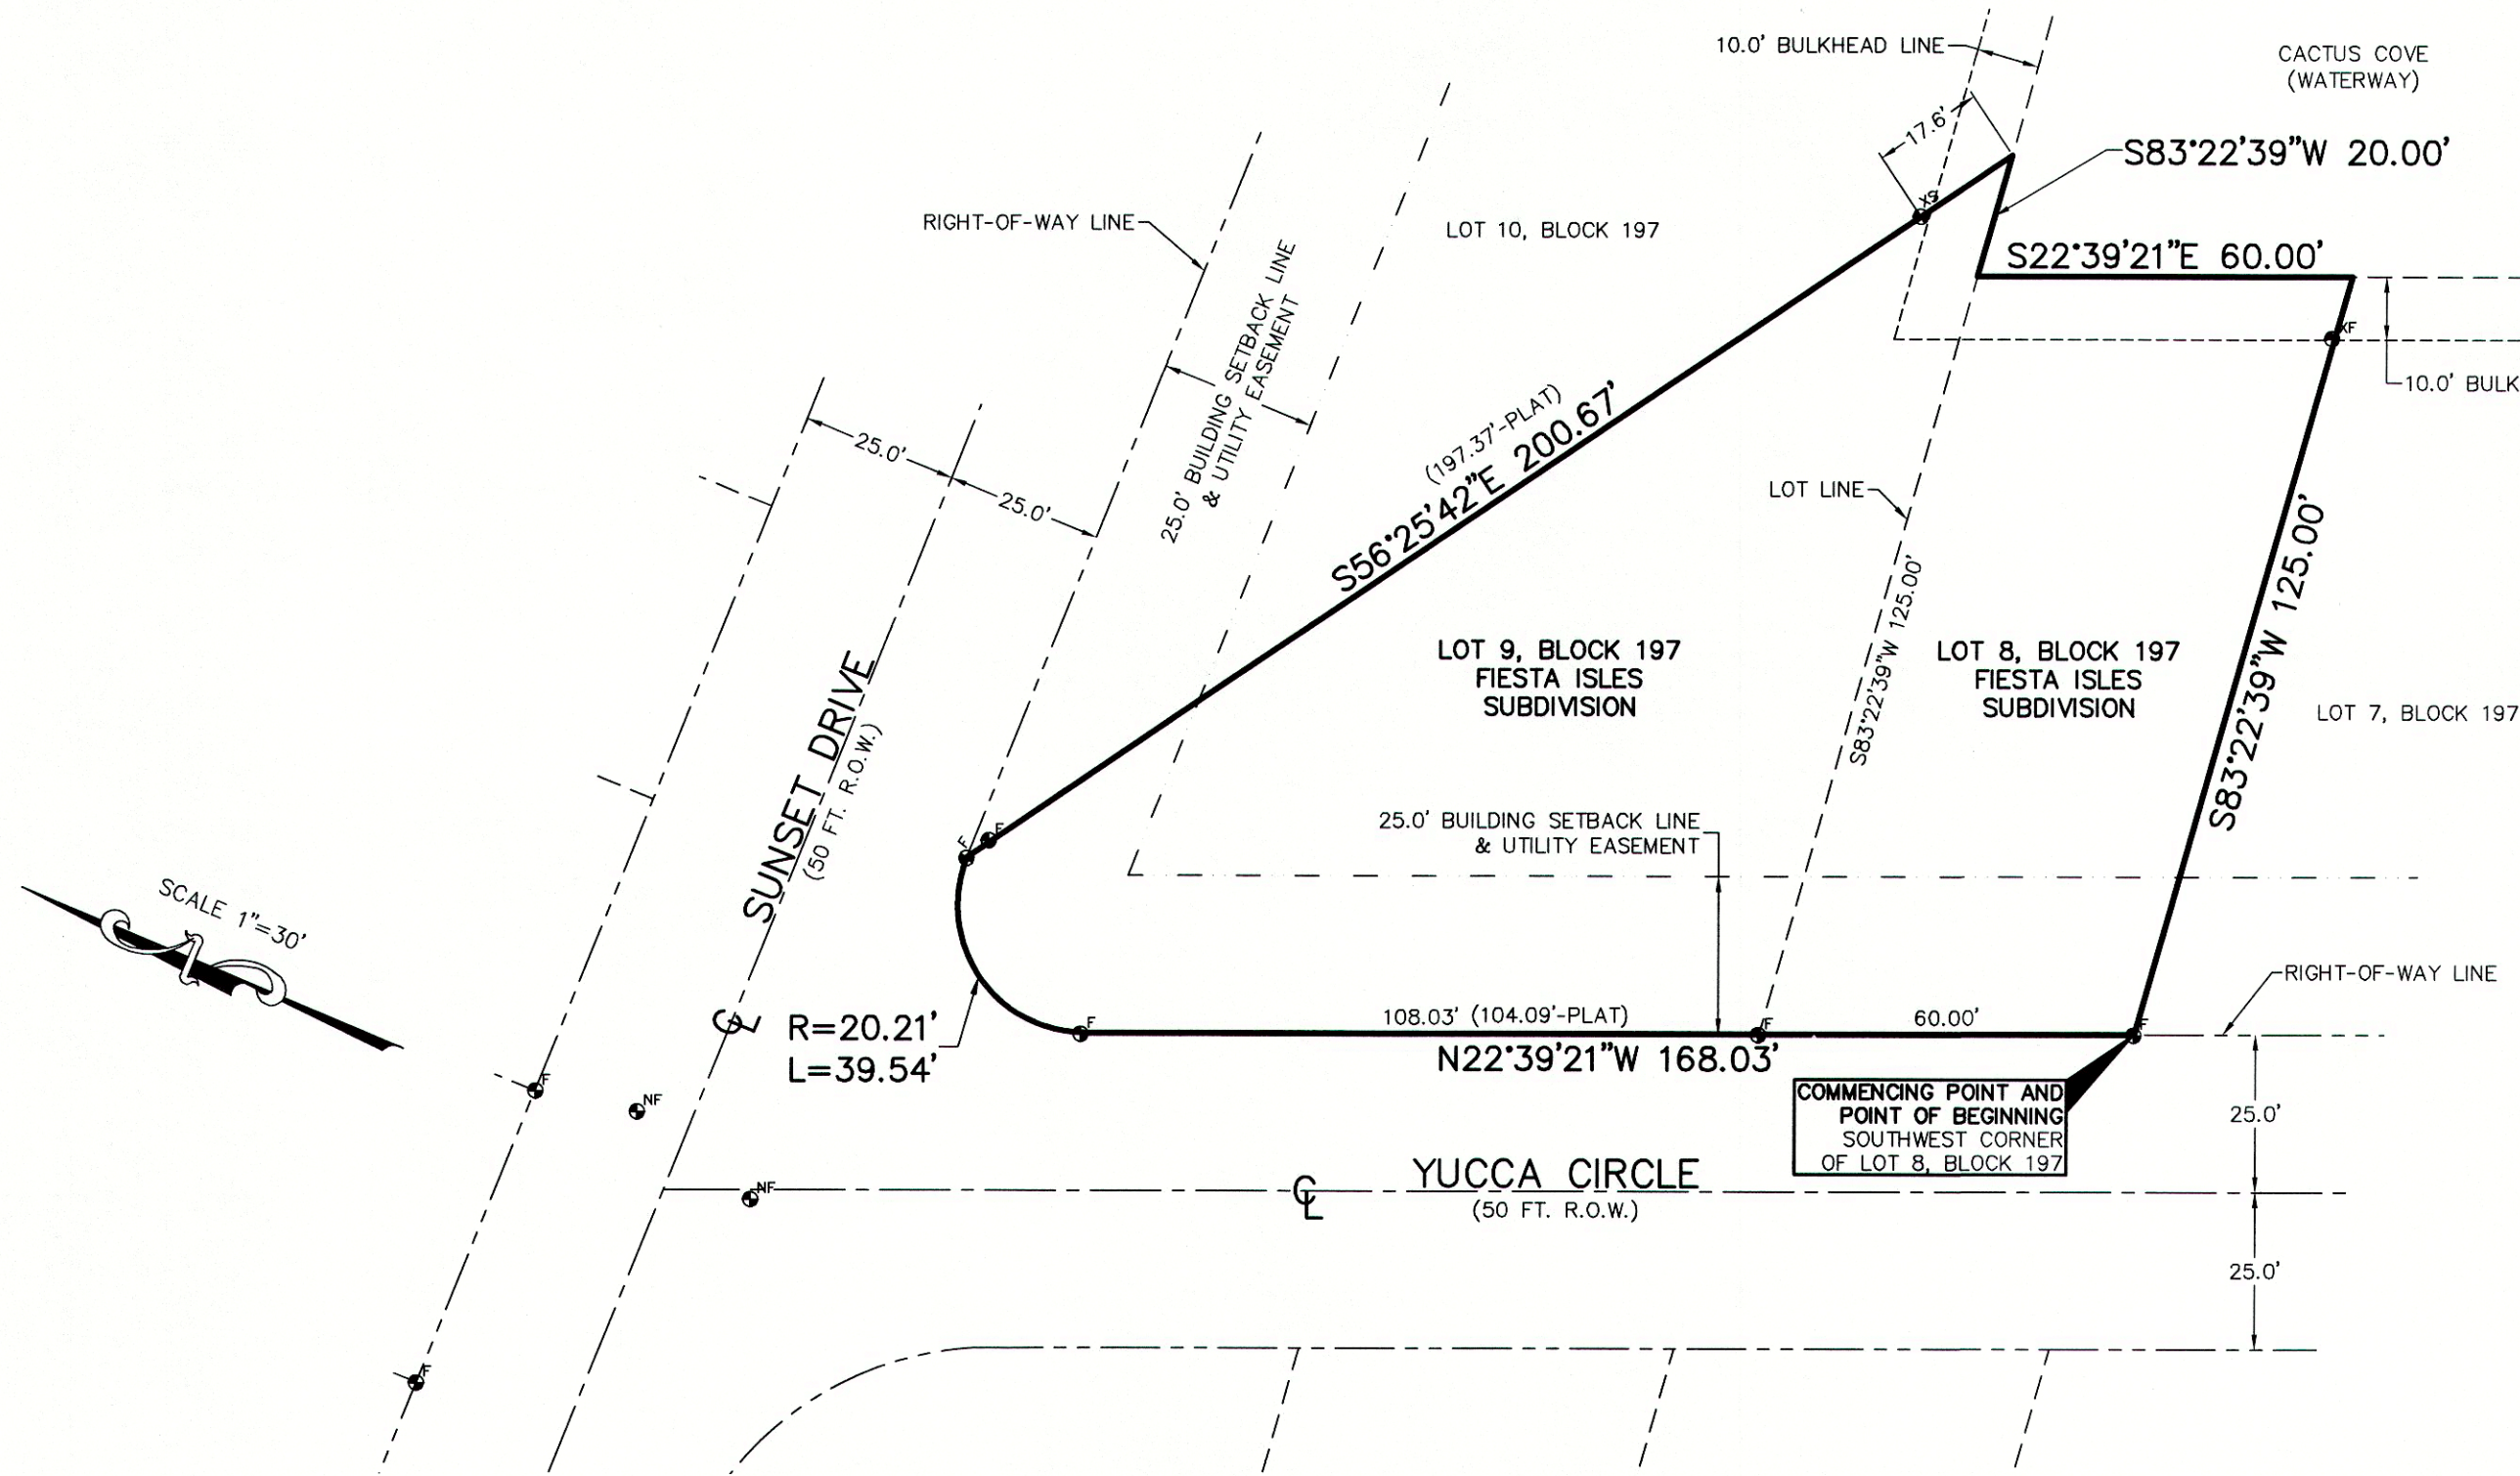 10.0' BULKHEAD LINE
CACTUS COVE
(WATERWAY)
17.6'
S83°22'39"W 20.00'
XS
RIGHT-OF-WAY LINE
LOT 10, BLOCK 197
S22°39'21"E 60.00'
XF
10.0' BULK
25.0' BUILDING SETBACK LINE
& UTILITY EASEMENT
(197.37'-PLAT)
S56°25'42"E 200.67'
25.0'
25.0'
LOT LINE
S83°22'39"W 125.00'
S83°22'39"W 125.00'
LOT 9, BLOCK 197
FIESTA ISLES
SUBDIVISION
LOT 8, BLOCK 197
FIESTA ISLES
SUBDIVISION
LOT 7, BLOCK 197
SUNSET DRIVE
(50 FT. R.O.W.)
25.0' BUILDING SETBACK LINE
& UTILITY EASEMENT
F
F
SCALE 1"=30'
RIGHT-OF-WAY LINE
CL
R=20.21'
L=39.54'
F
108.03' (104.09'-PLAT)
F
60.00'
F
N22°39'21"W 168.03'
COMMENCING POINT AND
POINT OF BEGINNING
SOUTHWEST CORNER
OF LOT 8, BLOCK 197
25.0'
F
NF
NF
CL
YUCCA CIRCLE
(50 FT. R.O.W.)
25.0'
F